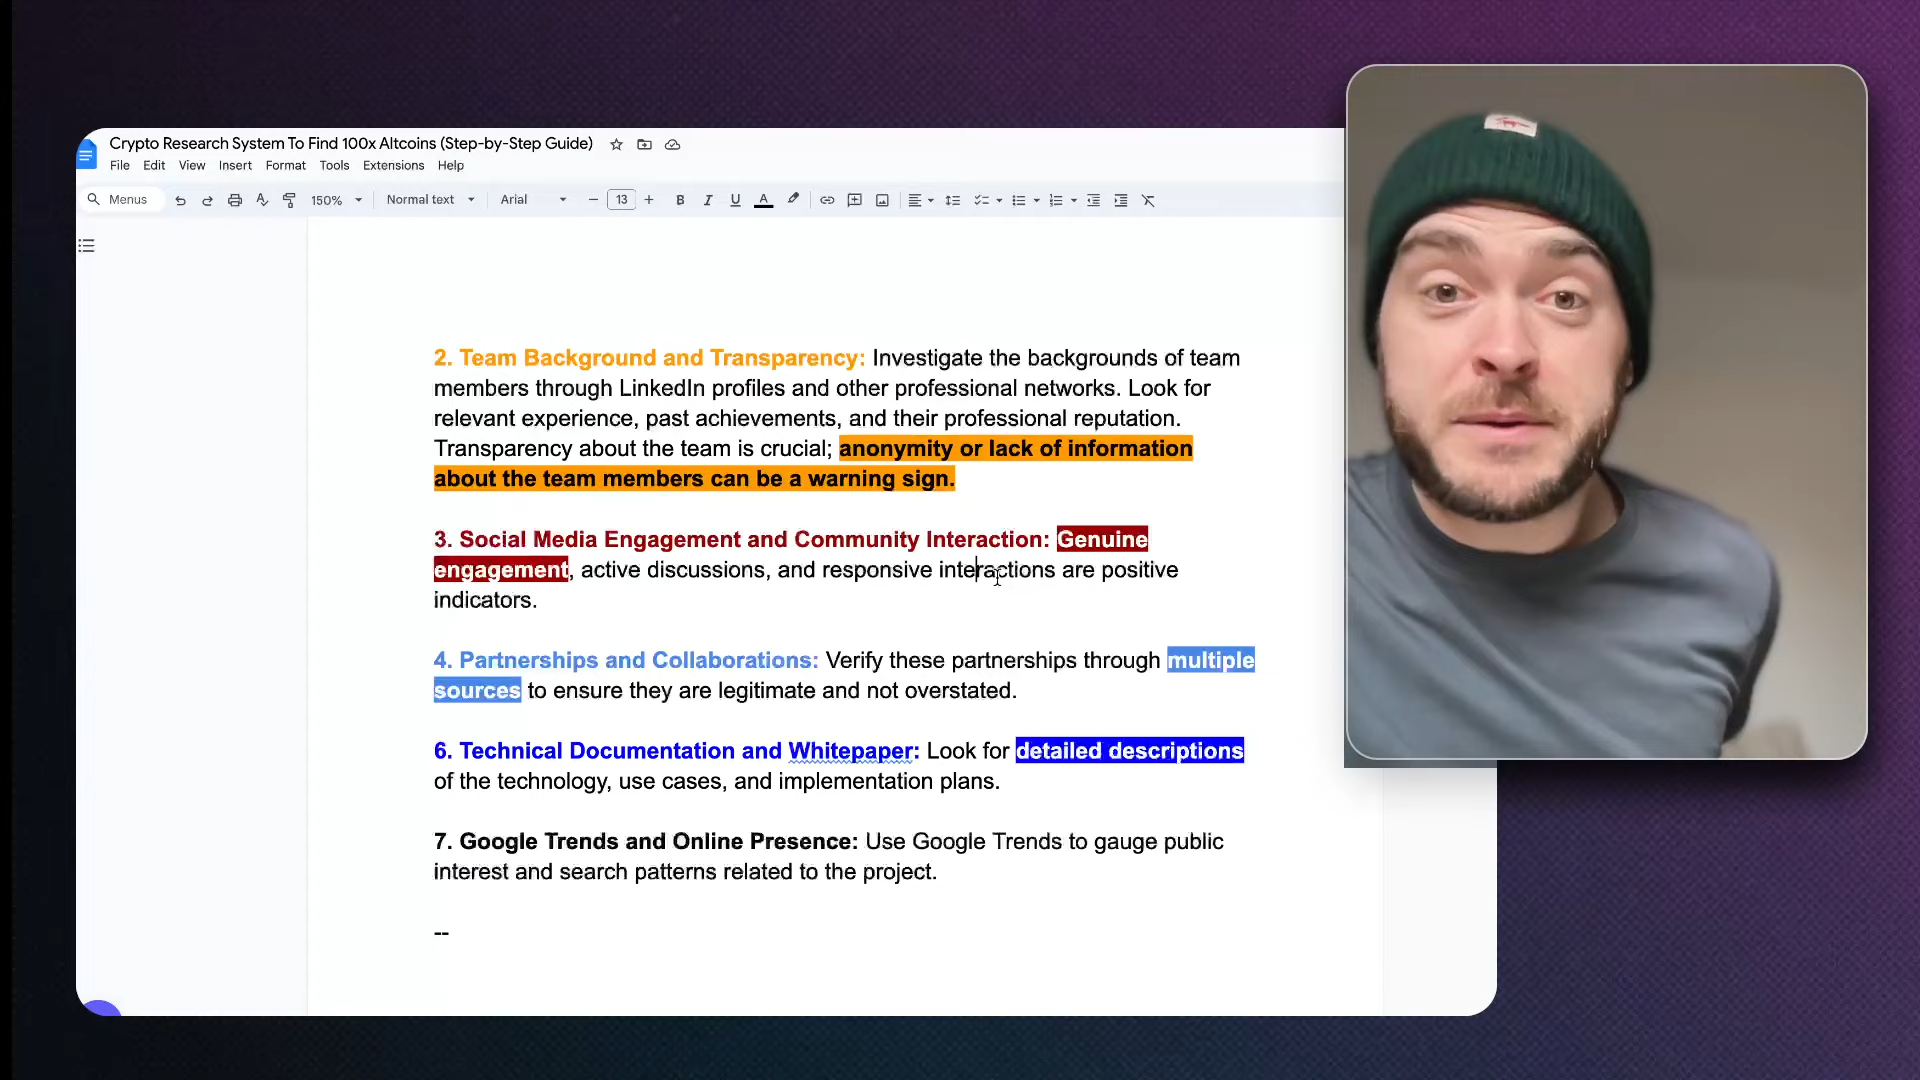 Crypto Research System To Find 100x Altcoins (Step-by-Step Guide)
File Edit View Insert Format Tools Extensions Help
Menus 150% Normal text Arial − 13 + B I U A
2. Team Background and Transparency: Investigate the backgrounds of team
members through LinkedIn profiles and other professional networks. Look for
relevant experience, past achievements, and their professional reputation.
Transparency about the team is crucial; anonymity or lack of information
about the team members can be a warning sign.
3. Social Media Engagement and Community Interaction: Genuine
engagement, active discussions, and responsive interactions are positive
indicators.
4. Partnerships and Collaborations: Verify these partnerships through multiple
sources to ensure they are legitimate and not overstated.
6. Technical Documentation and Whitepaper: Look for detailed descriptions
of the technology, use cases, and implementation plans.
7. Google Trends and Online Presence: Use Google Trends to gauge public
interest and search patterns related to the project.
--